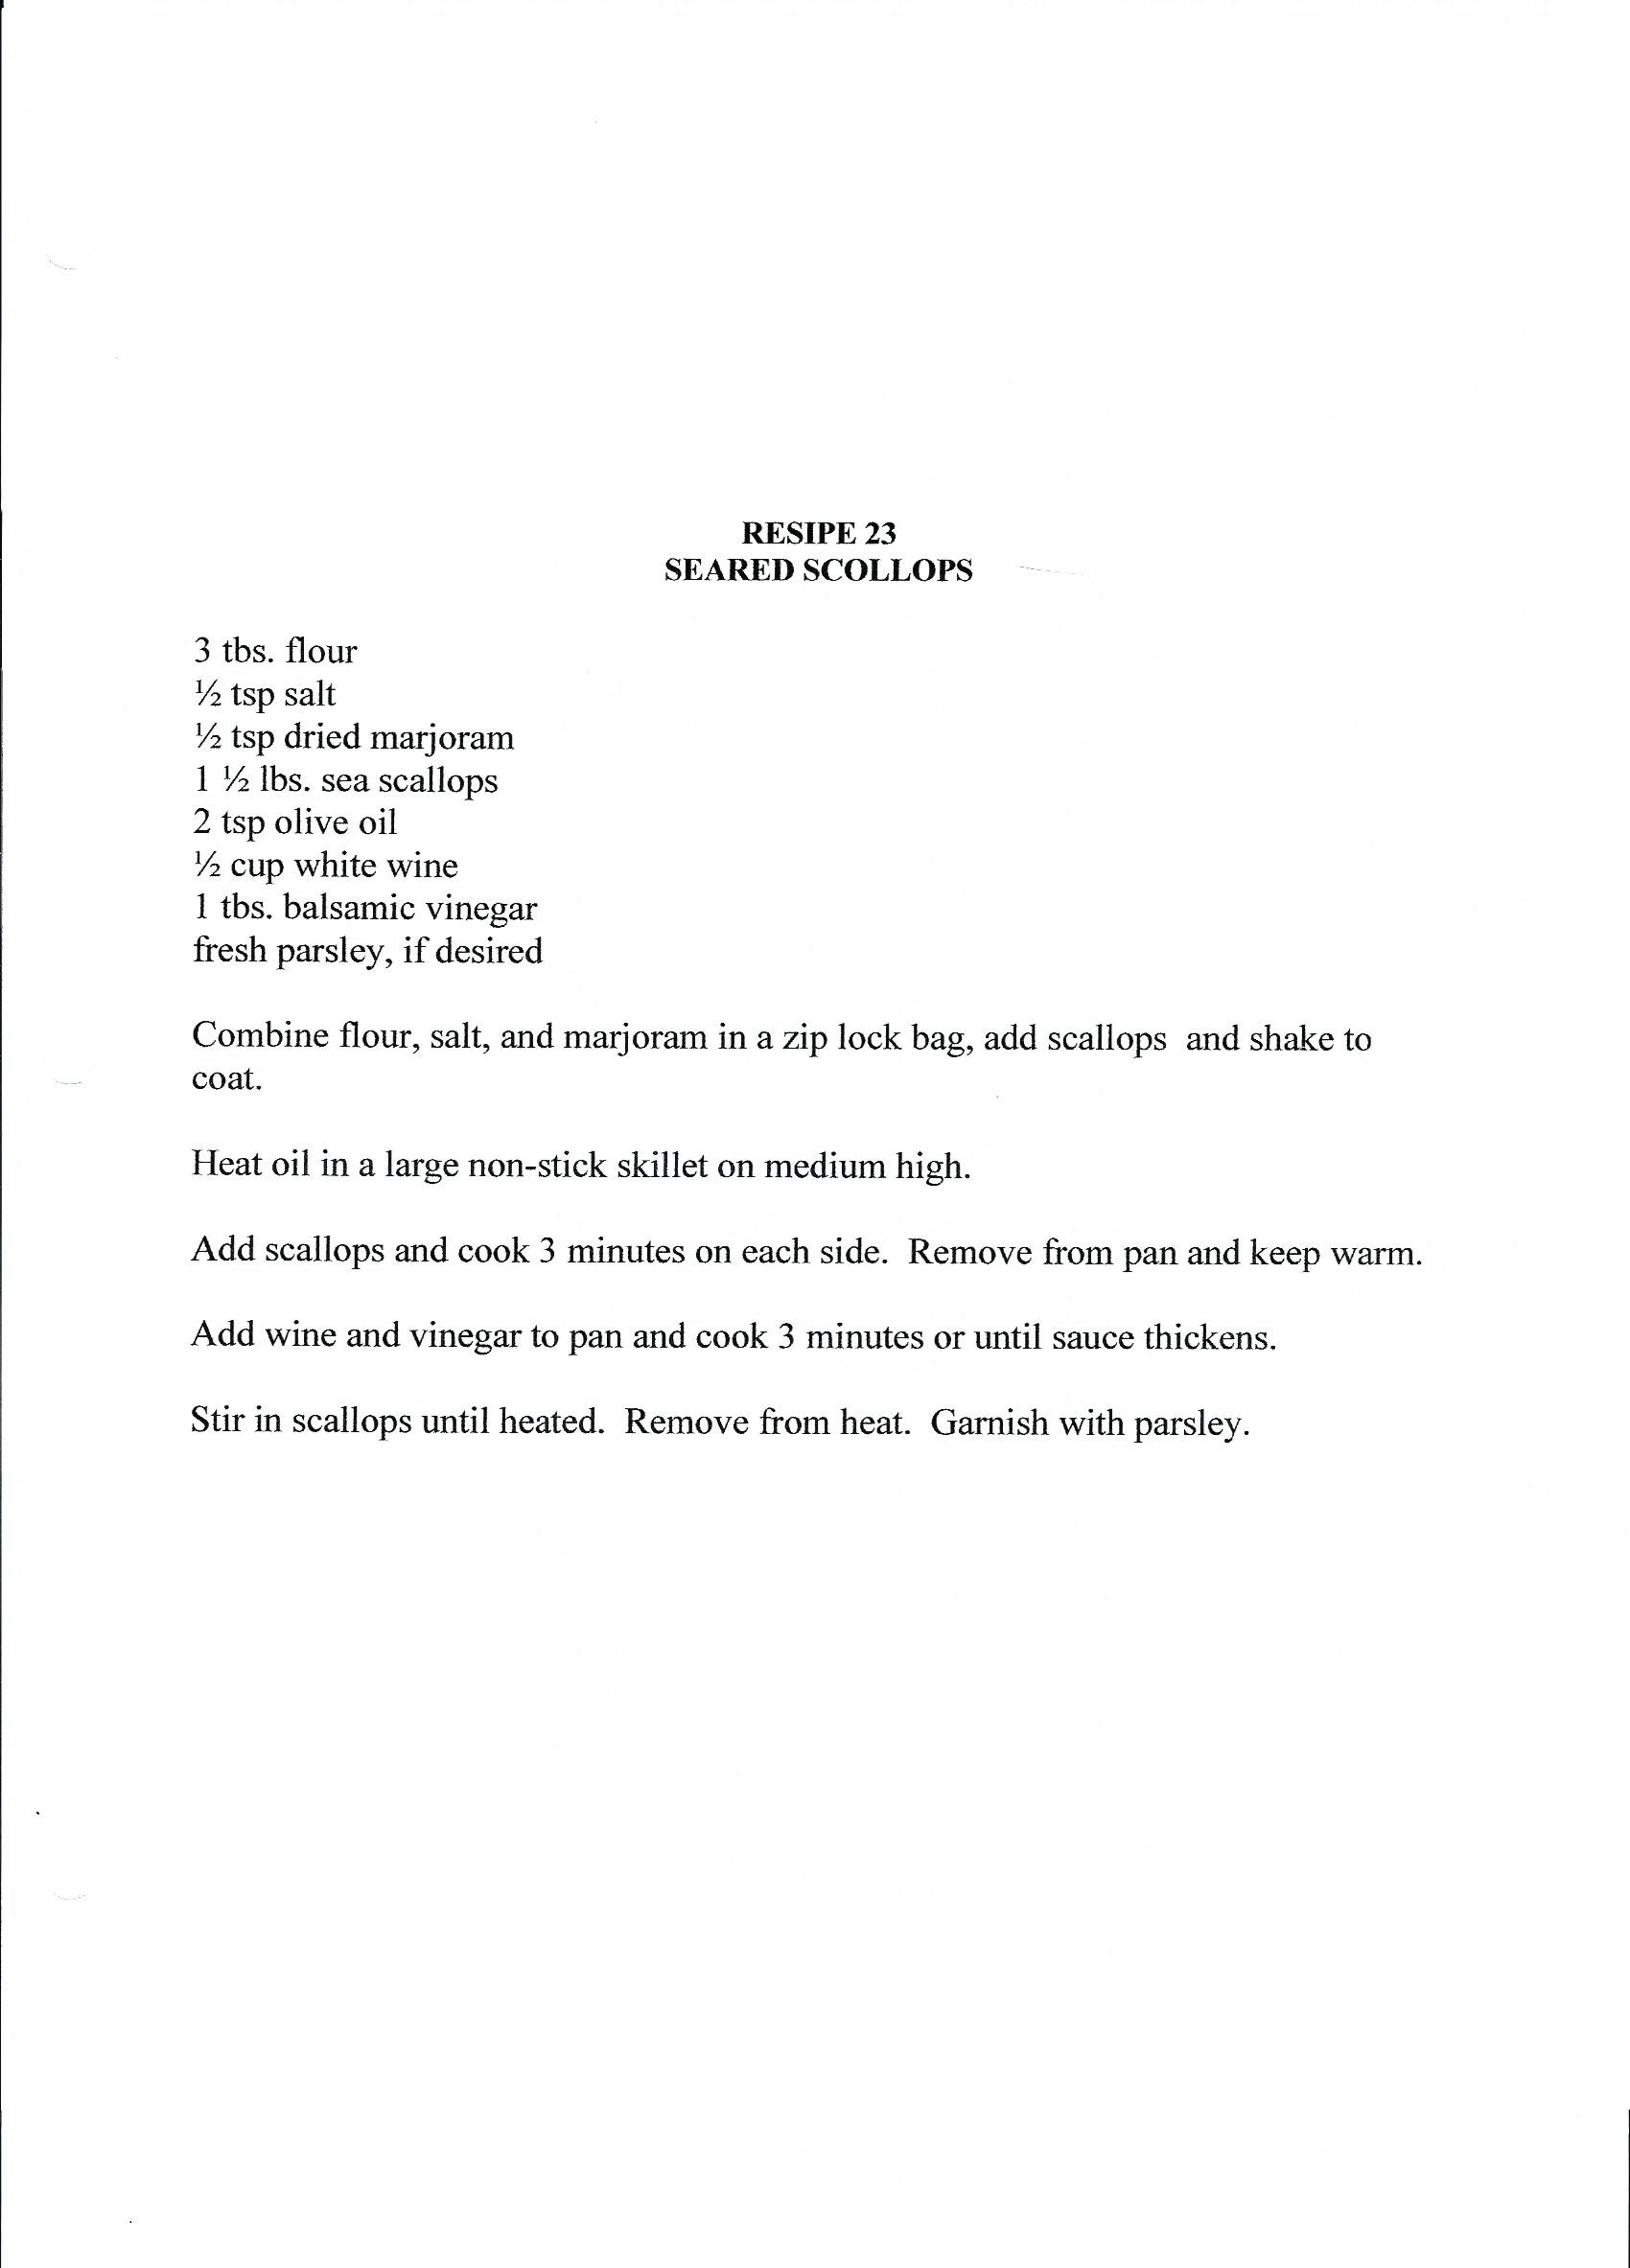 RESIPE 23
SEARED SCOLLOPS
3 tbs. flour
½ tsp salt
½ tsp dried marjoram
1 ½ lbs. sea scallops
2 tsp olive oil
½ cup white wine
1 tbs. balsamic vinegar
fresh parsley, if desired
Combine flour, salt, and marjoram in a zip lock bag, add scallops  and shake to
coat.
Heat oil in a large non-stick skillet on medium high.
Add scallops and cook 3 minutes on each side.  Remove from pan and keep warm.
Add wine and vinegar to pan and cook 3 minutes or until sauce thickens.
Stir in scallops until heated.  Remove from heat.  Garnish with parsley.